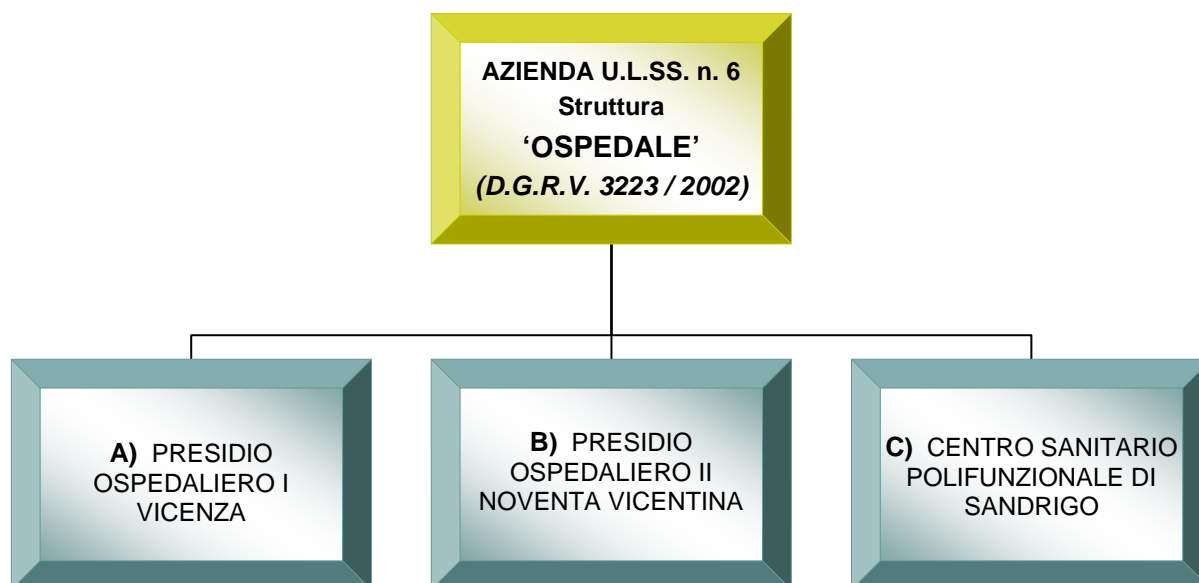 AZIENDA U.L.SS. n. 6
Struttura
‘OSPEDALE’
(D.G.R.V. 3223 / 2002)
A) PRESIDIO
OSPEDALIERO I
VICENZA
B) PRESIDIO
OSPEDALIERO II
NOVENTA VICENTINA
C) CENTRO SANITARIO
POLIFUNZIONALE DI
SANDRIGO